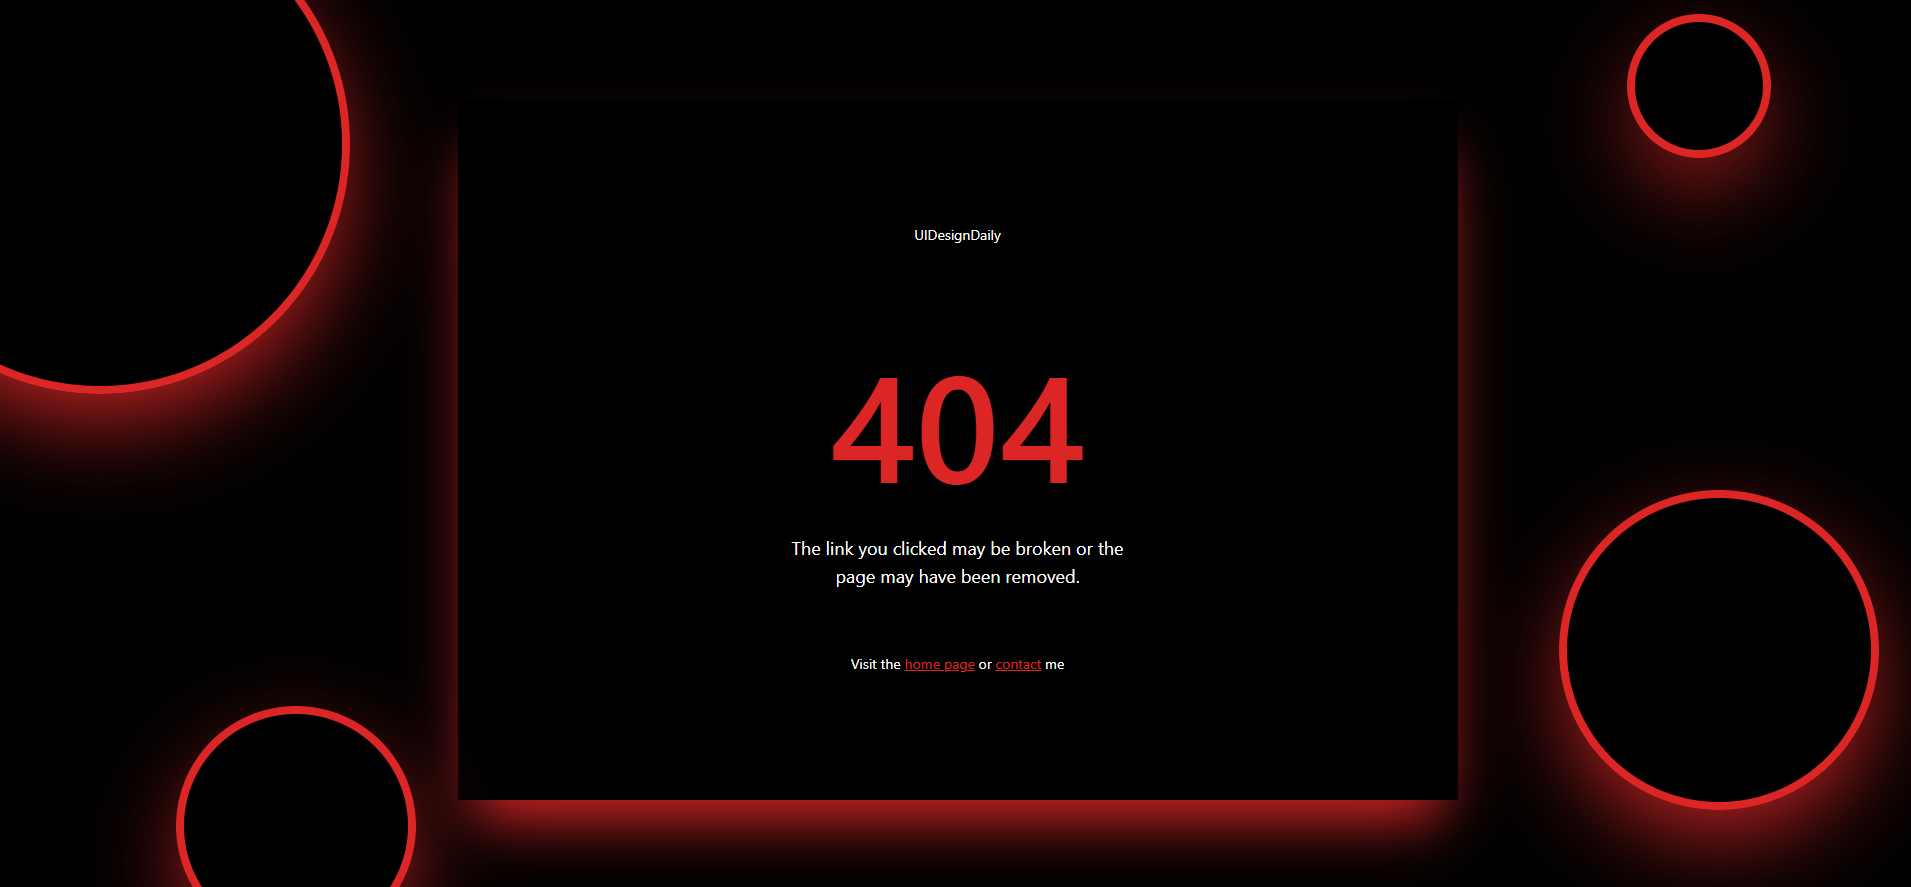 UIDesignDaily
404
The link you clicked may be broken or the
page may have been removed.
Visit the home page or contact me